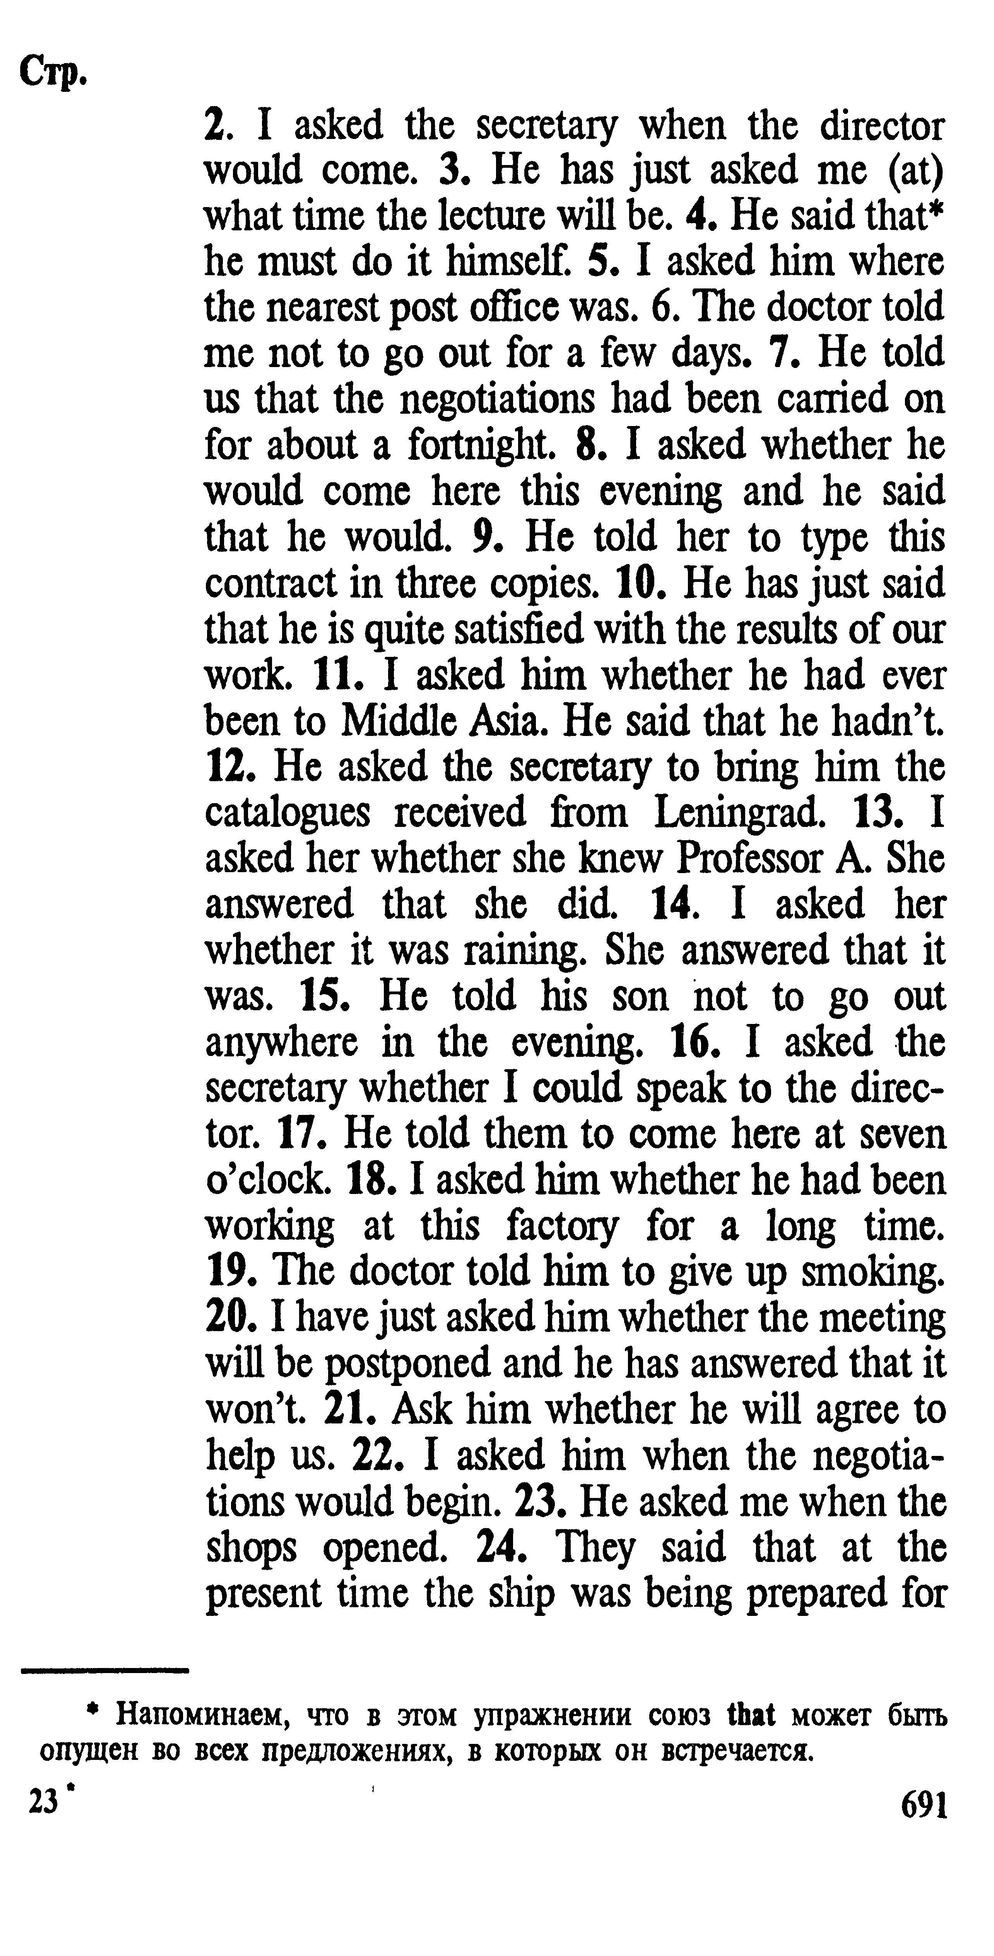 Стр.
2. I asked the secretary when the director
would come. 3. He has just asked me (at)
what time the lecture will be. 4. He said that*
he must do it himself. 5. I asked him where
the nearest post office was. 6. The doctor told
me not to go out for a few days. 7. He told
us that the negotiations had been carried on
for about a fortnight. 8. I asked whether he
would come here this evening and he said
that he would. 9. He told her to type this
contract in three copies. 10. He has just said
that he is quite satisfied with the results of our
work. 11. I asked him whether he had ever
been to Middle Asia. He said that he hadn't.
12. He asked the secretary to bring him the
catalogues received from Leningrad. 13. I
asked her whether she knew Professor A. She
answered that she did. 14. I asked her
whether it was raining. She answered that it
was. 15. He told his son not to go out
anywhere in the evening. 16. I asked the
secretary whether I could speak to the direc-
tor. 17. He told them to come here at seven
o'clock. 18. I asked him whether he had been
working at this factory for a long time.
19. The doctor told him to give up smoking.
20. I have just asked him whether the meeting
will be postponed and he has answered that it
won't. 21. Ask him whether he will agree to
help us. 22. I asked him when the negotia-
tions would begin. 23. He asked me when the
shops opened. 24. They said that at the
present time the ship was being prepared for
* Напоминаем, что в этом упражнении союз that может быть
опущен во всех предложениях, в которых он встречается.
23* 691